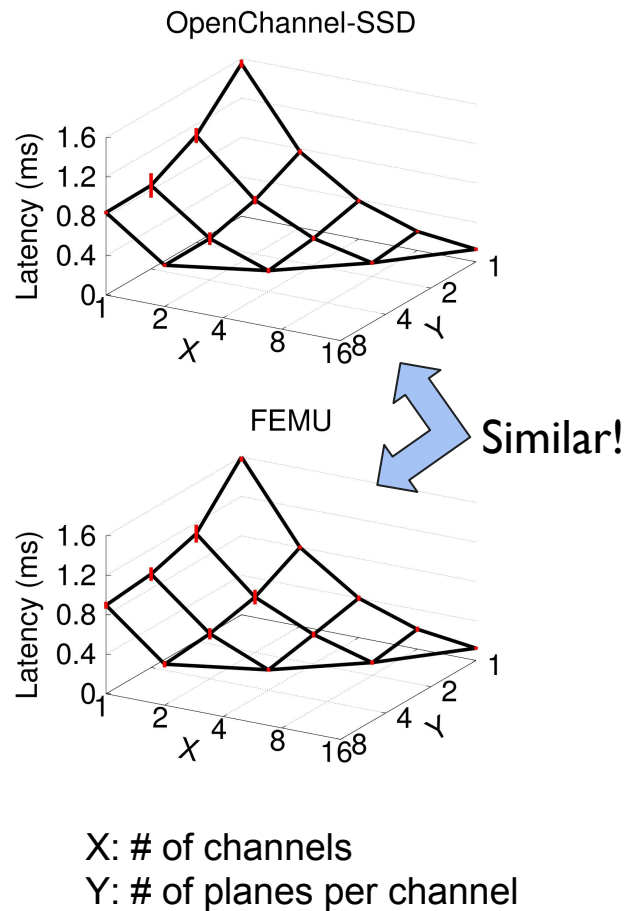 OpenChannel-SSD
Latency (ms)
1.6
1.2
0.8
0.4
0
1
2
4
8
16
X
8
4
2
1
Y
FEMU
Similar!
Latency (ms)
1.6
1.2
0.8
0.4
0
1
2
4
8
16
X
8
4
2
1
Y
X: # of channels
Y: # of planes per channel